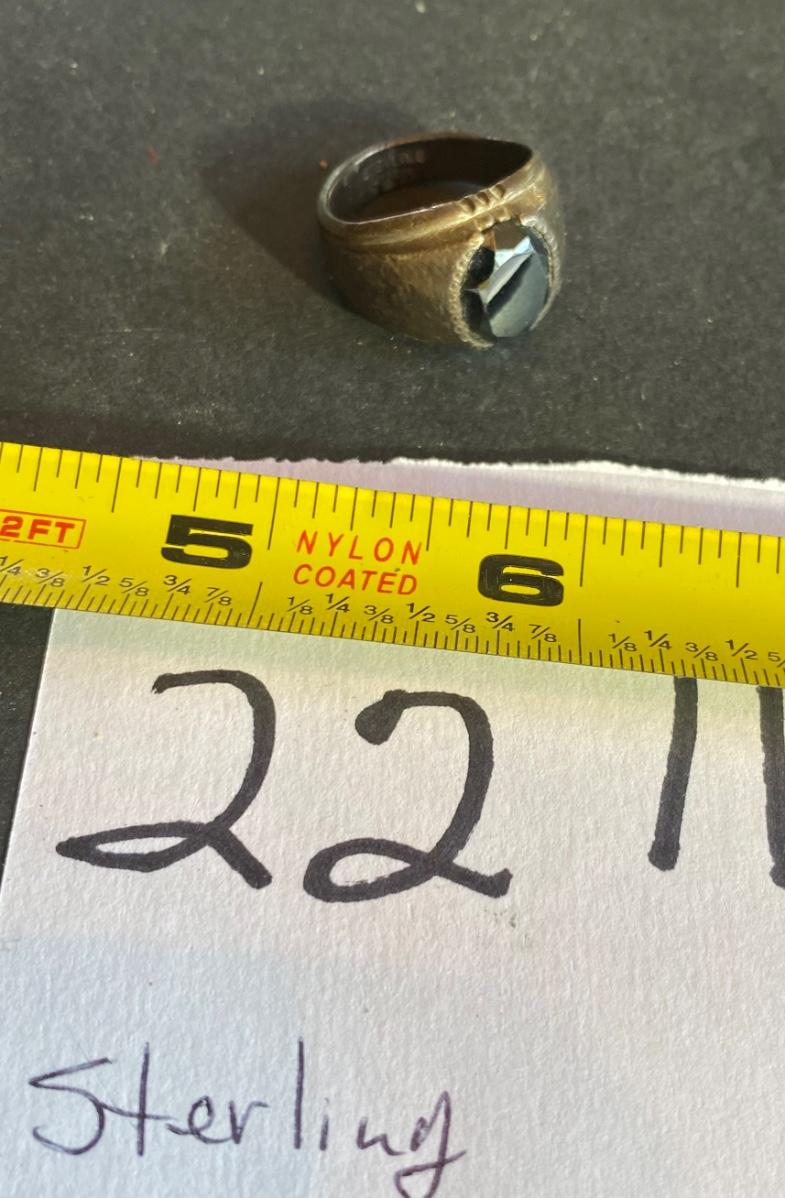 2FT 5 NYLON 6
COATED
1/4 3/8 1/2 5/8 3/4 7/8 1/8 1/4 3/8 1/2 5/8 3/4 7/8 1/8 1/4 3/8 1/2
22 11
Sterling